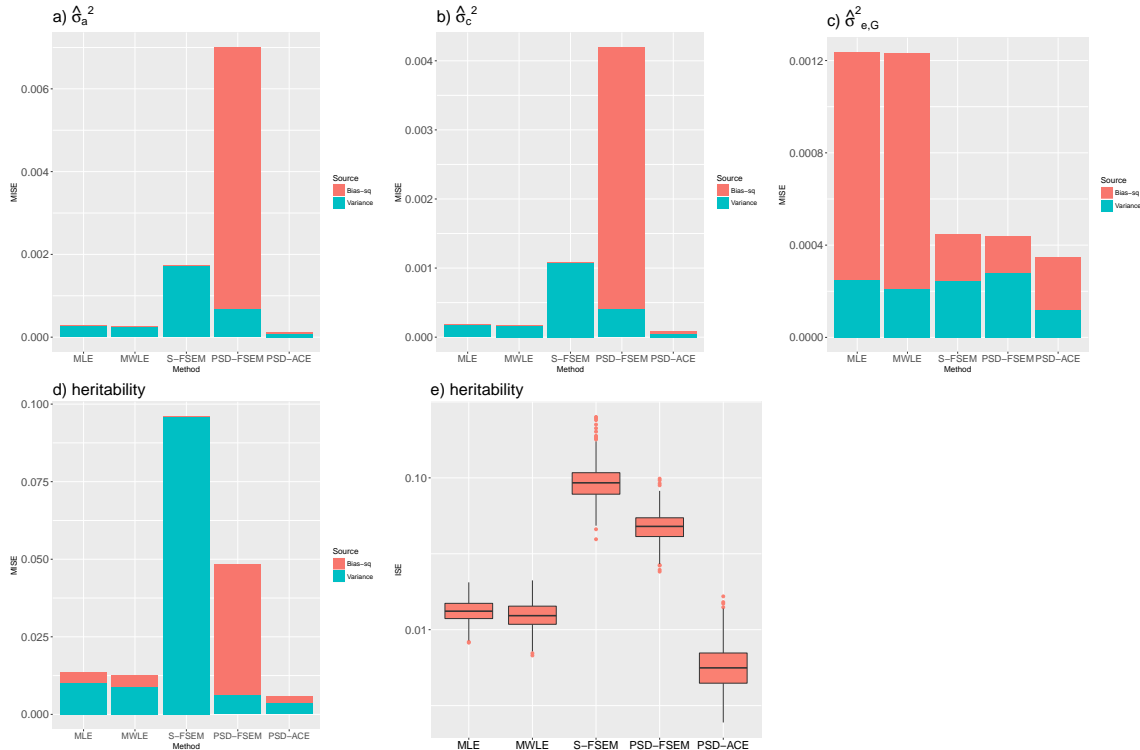 a) σ̂ₐ²
MISE
0.006
0.004
0.002
0.000
MLE MWLE S-FSEM PSD-FSEM PSD-ACE
Method
Source
Bias-sq
Variance
b) σ̂_c²
MISE
0.004
0.003
0.002
0.001
0.000
MLE MWLE S-FSEM PSD-FSEM PSD-ACE
Method
Source
Bias-sq
Variance
c) σ̂²_e,G
MISE
0.0012
0.0008
0.0004
0.0000
MLE MWLE S-FSEM PSD-FSEM PSD-ACE
Method
Source
Bias-sq
Variance
d) heritability
MISE
0.100
0.075
0.050
0.025
0.000
MLE MWLE S-FSEM PSD-FSEM PSD-ACE
Method
Source
Bias-sq
Variance
e) heritability
ISE
0.10
0.01
MLE MWLE S-FSEM PSD-FSEM PSD-ACE